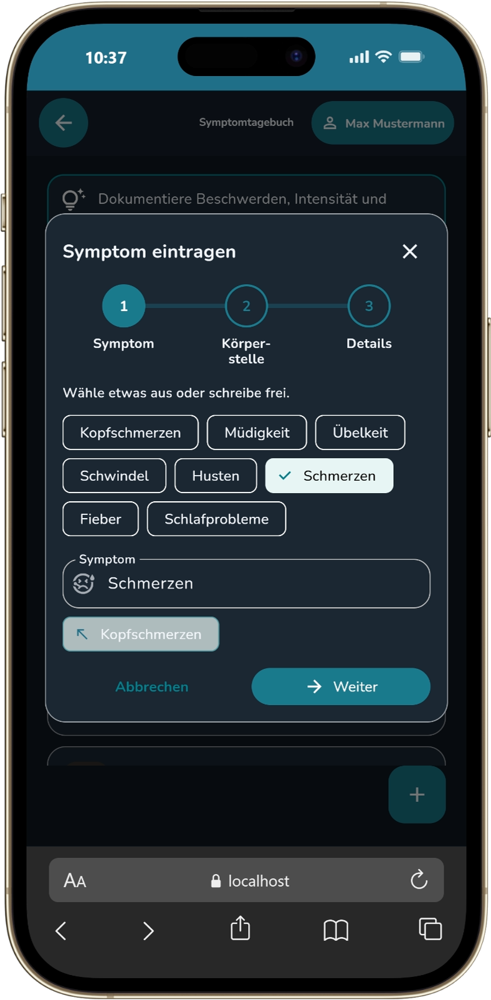 10:37
Symptomtagebuch
Max Mustermann
Dokumentiere Beschwerden, Intensität und
Symptom eintragen
1
2
3
Symptom
Körper-
stelle
Details
Wähle etwas aus oder schreibe frei.
Kopfschmerzen
Müdigkeit
Übelkeit
Schwindel
Husten
Schmerzen
Fieber
Schlafprobleme
Symptom
Schmerzen
Kopfschmerzen
Abbrechen
Weiter
AA
localhost